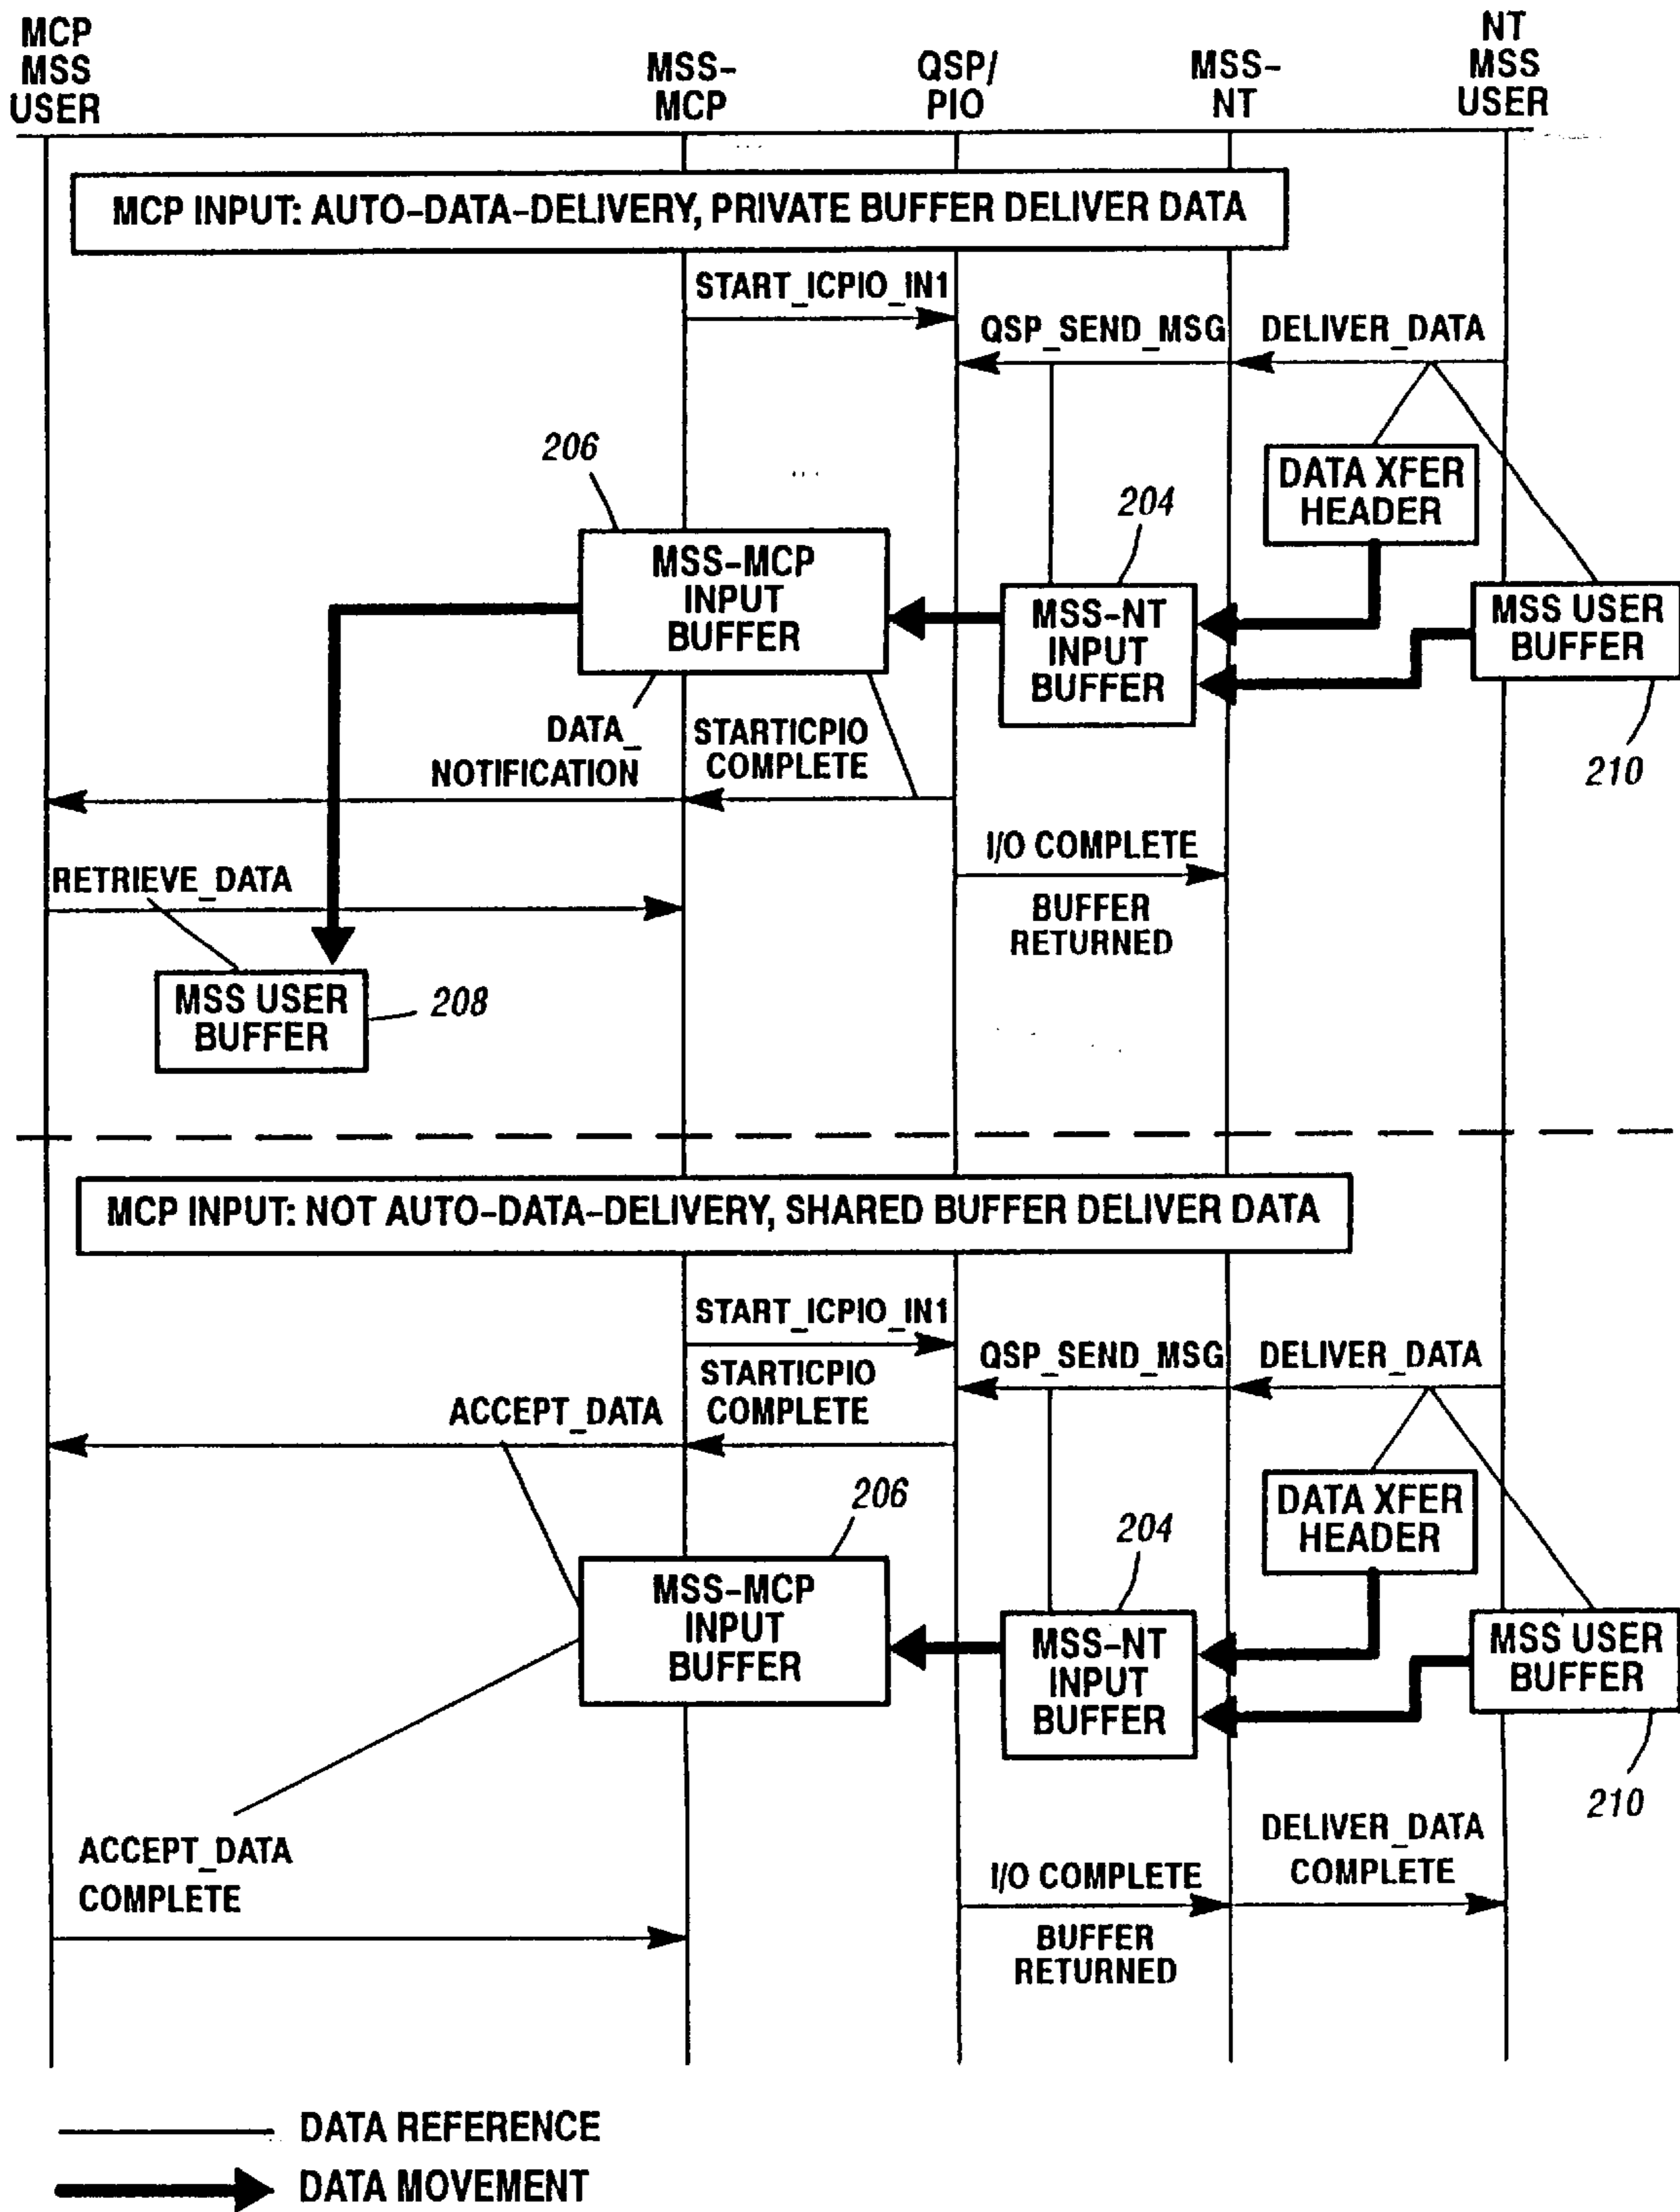 MCP
MSS
USER
MSS-
MCP
QSP/
PIO
MSS-
NT
NT
MSS
USER
MCP INPUT: AUTO-DATA-DELIVERY, PRIVATE BUFFER DELIVER DATA
START_ICPIO_IN1
QSP_SEND_MSG
DELIVER_DATA
206
204
DATA XFER
HEADER
MSS-MCP
INPUT
BUFFER
MSS-NT
INPUT
BUFFER
MSS USER
BUFFER
210
DATA_
NOTIFICATION
STARTICPIO
COMPLETE
I/O COMPLETE
BUFFER
RETURNED
RETRIEVE_DATA
MSS USER
BUFFER
208
MCP INPUT: NOT AUTO-DATA-DELIVERY, SHARED BUFFER DELIVER DATA
START_ICPIO_IN1
QSP_SEND_MSG
DELIVER_DATA
STARTICPIO
COMPLETE
ACCEPT_DATA
206
204
DATA XFER
HEADER
MSS-MCP
INPUT
BUFFER
MSS-NT
INPUT
BUFFER
MSS USER
BUFFER
210
ACCEPT_DATA
COMPLETE
I/O COMPLETE
BUFFER
RETURNED
DELIVER_DATA
COMPLETE
DATA REFERENCE
DATA MOVEMENT